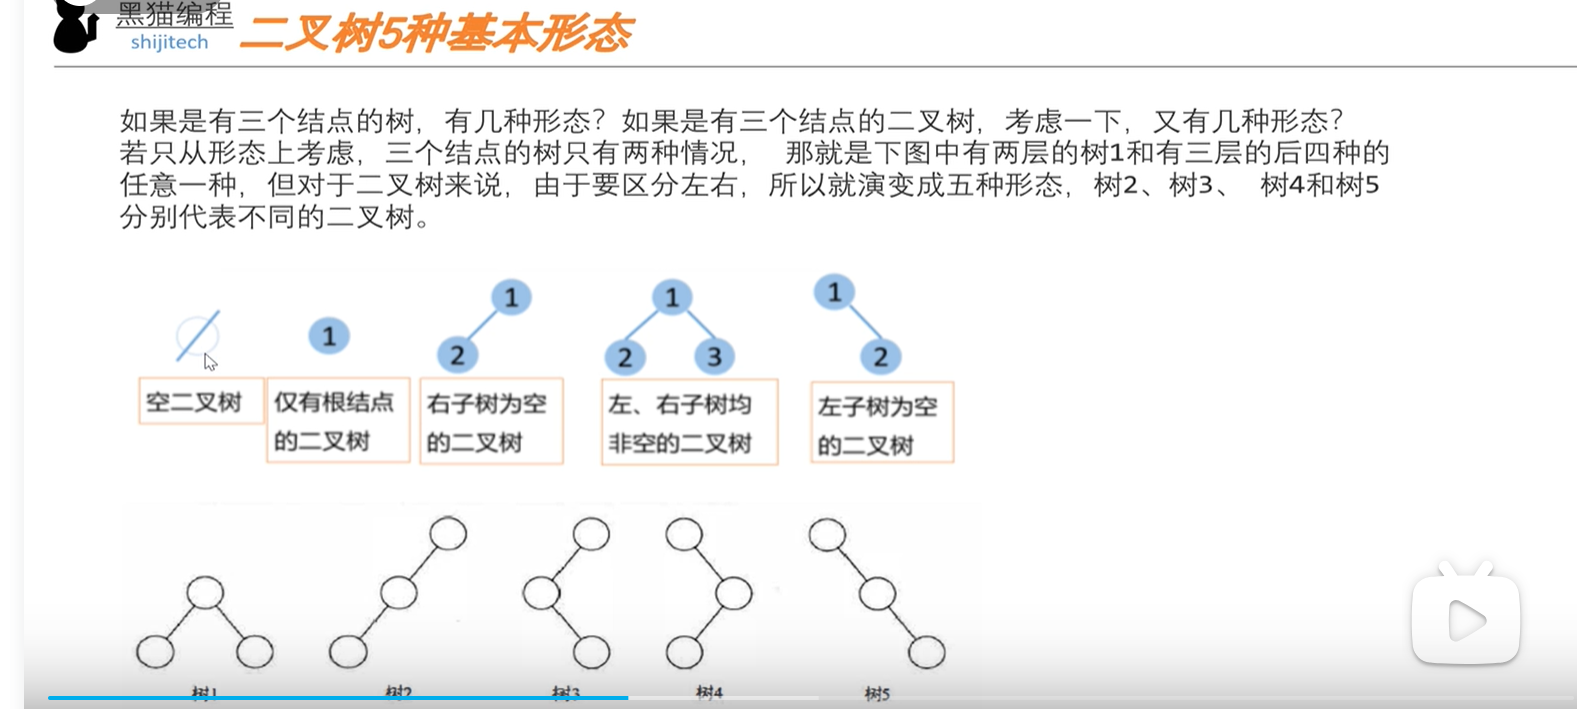 黑猫编程
shijitech
二叉树5种基本形态
如果是有三个结点的树，有几种形态？如果是有三个结点的二叉树，考虑一下，又有几种形态？
若只从形态上考虑，三个结点的树只有两种情况， 那就是下图中有两层的树1和有三层的后四种的
任意一种，但对于二叉树来说，由于要区分左右，所以就演变成五种形态，树2、树3、 树4和树5
分别代表不同的二叉树。
1
2
1
1
2
3
1
2
空二叉树
仅有根结点
的二叉树
右子树为空
的二叉树
左、右子树均
非空的二叉树
左子树为空
的二叉树
树1
树2
树3
树4
树5